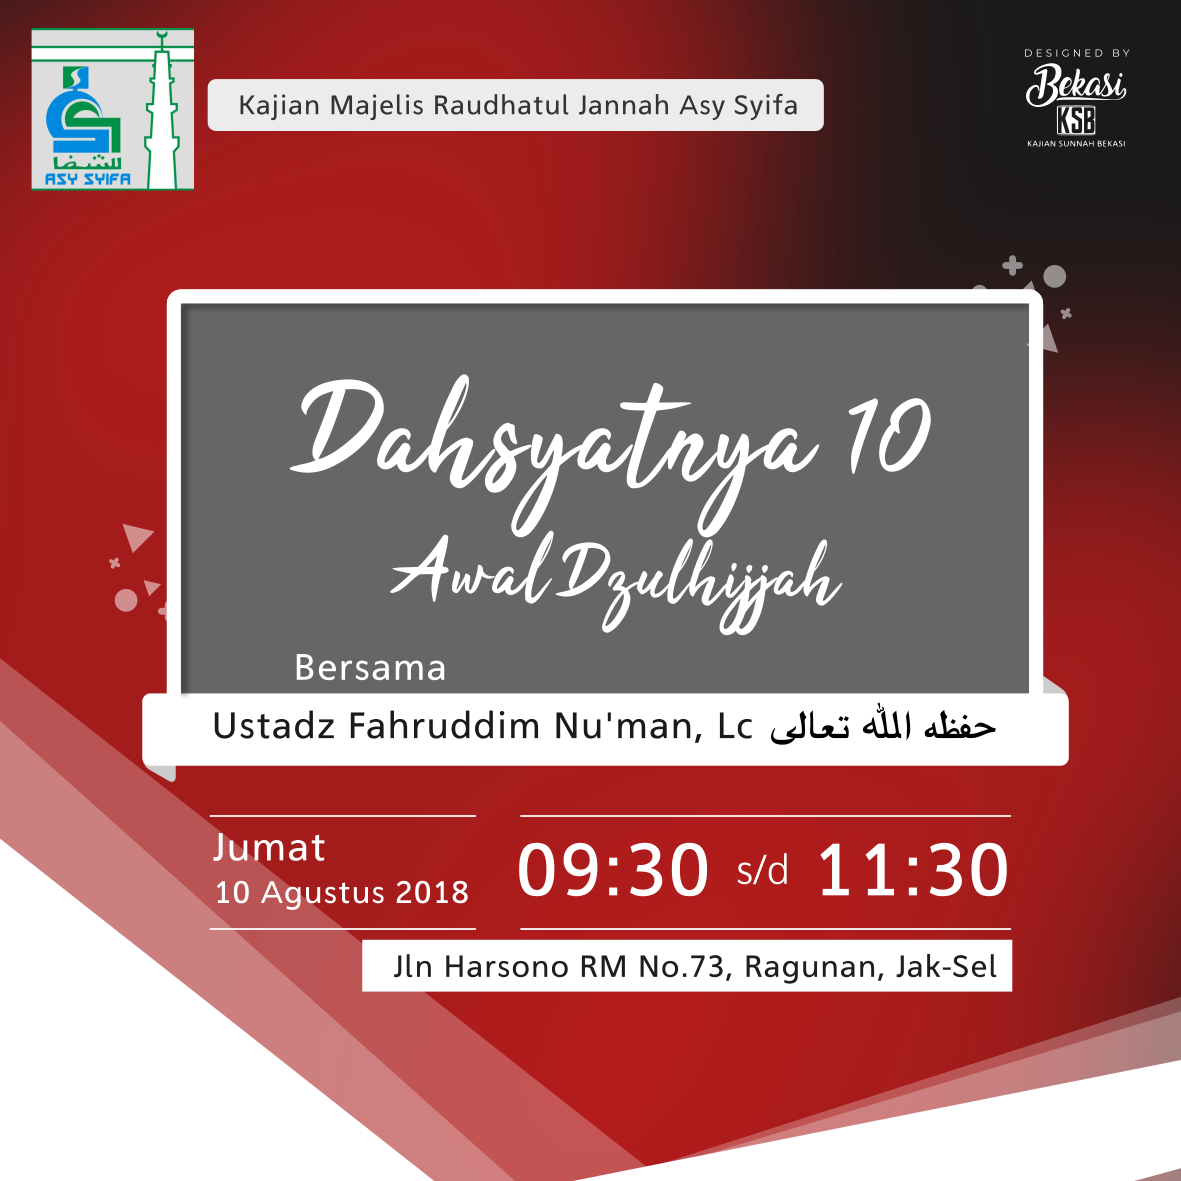 للشفا
ASY SYIFA
Kajian Majelis Raudhatul Jannah Asy Syifa
DESIGNED BY
Bekasi
KSB
KAJIAN SUNNAH BEKASI
Dahsyatnya 10
Awal Dzulhijjah
Bersama
Ustadz Fahruddim Nu'man, Lc حفظه الله تعالى
Jumat
10 Agustus 2018
09:30 s/d 11:30
Jln Harsono RM No.73, Ragunan, Jak-Sel